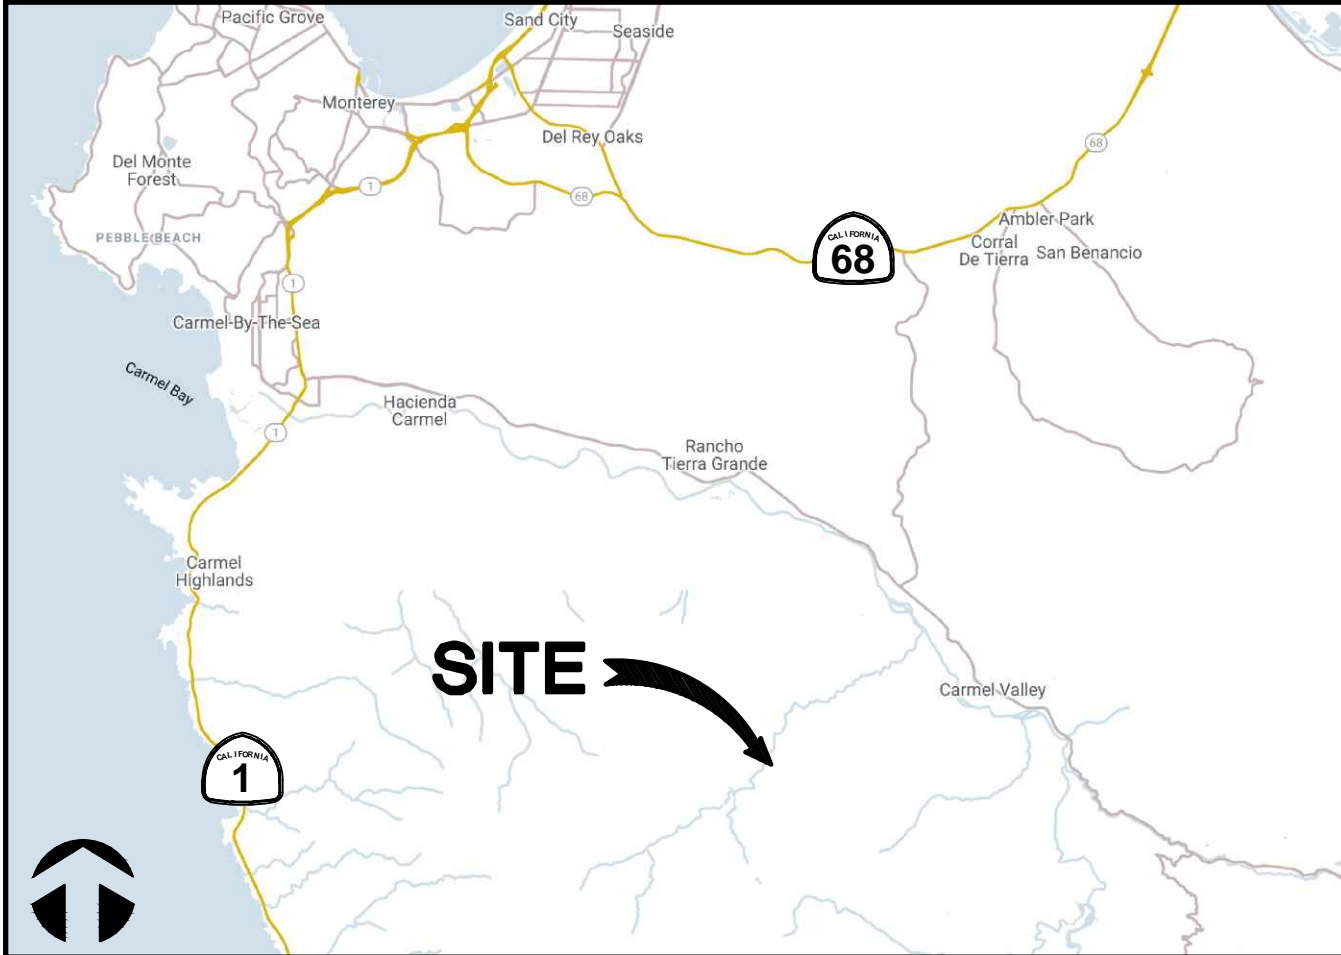 Pacific Grove
Sand City
Seaside
Monterey
Del Rey Oaks
68
Del Monte
Forest
1
68
PEBBLE BEACH
Ambler Park
CALIFORNIA
68
Corral
De Tierra
San Benancio
1
Carmel-By-The-Sea
Carmel Bay
Hacienda
Carmel
1
Rancho
Tierra Grande
Carmel
Highlands
SITE
Carmel Valley
CALIFORNIA
1